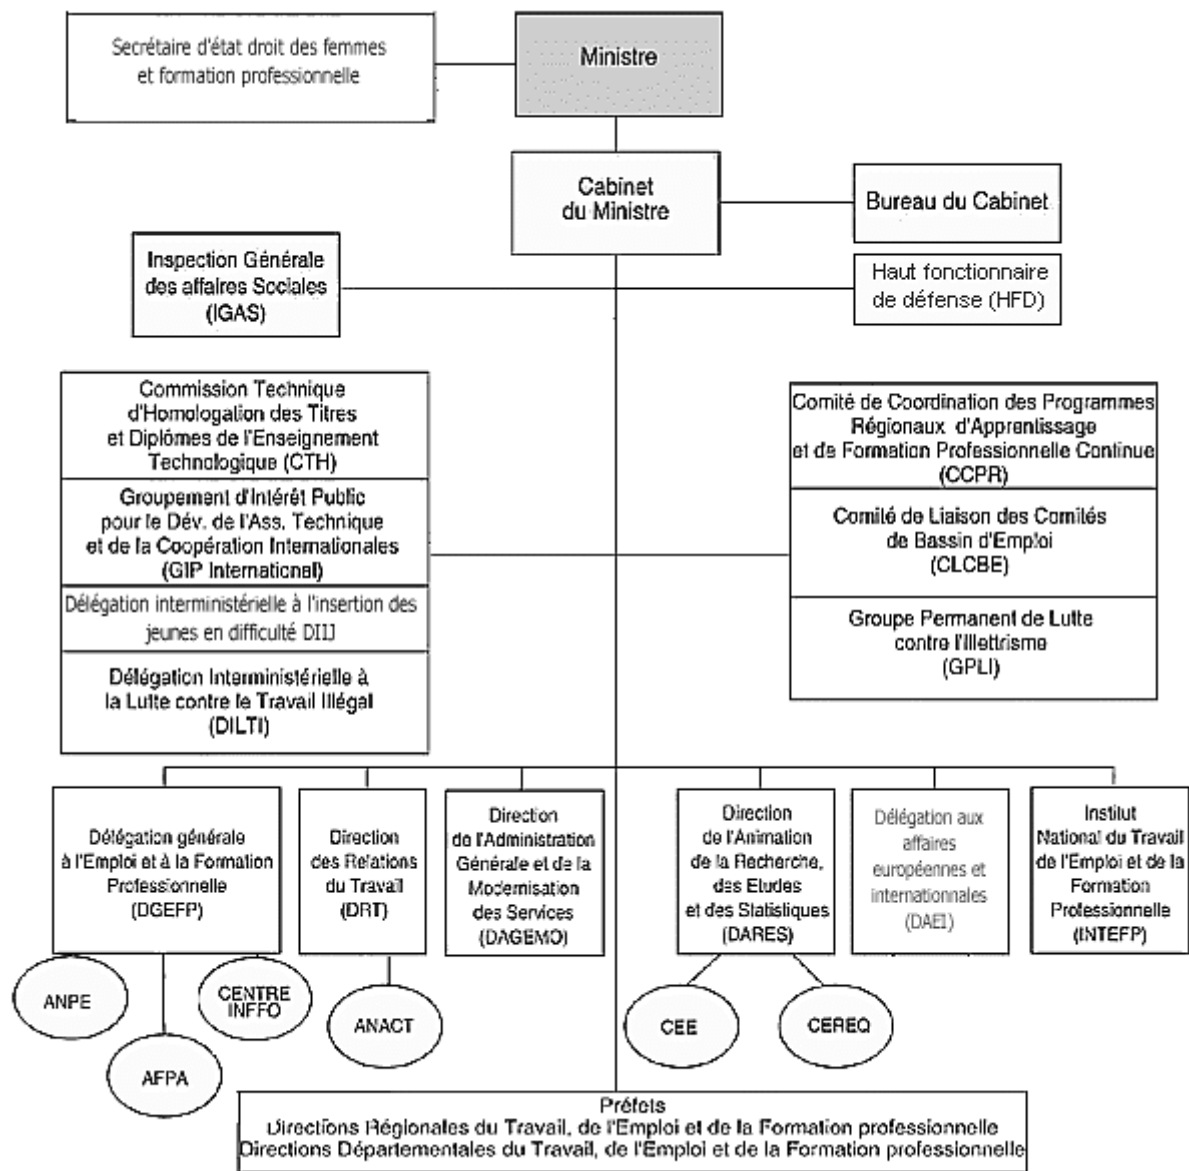 Secrétaire d'état droit des femmes
et formation professionnelle
Ministre
Cabinet
du Ministre
Bureau du Cabinet
Inspection Générale
des affaires Sociales
(IGAS)
Haut fonctionnaire
de défense (HFD)
Commission Technique
d'Homologation des Titres
et Diplômes de l'Enseignement
Technologique (CTH)
Groupement d'Intérêt Public
pour le Dév. de l'Ass. Technique
et de la Coopération Internationales
(GIP International)
Délégation interministérielle à l'insertion des
jeunes en difficulté DIIJ
Délégation Interministérielle à
la Lutte contre le Travail Illégal
(DILTI)
Comité de Coordination des Programmes
Régionaux d'Apprentissage
et de Formation Professionnelle Continue
(CCPR)
Comité de Liaison des Comités
de Bassin d'Emploi
(CLCBE)
Groupe Permanent de Lutte
contre l'Illettrisme
(GPLI)
Délégation générale
à l'Emploi et à la Formation
Professionnelle
(DGEFP)
Direction
des Relations
du Travail
(DRT)
Direction
de l'Administration
Générale et de la
Modernisation
des Services
(DAGEMO)
Direction
de l'Animation
de la Recherche,
des Etudes
et des Statistiques
(DARES)
Délégation aux
affaires
européennes et
internationnales
(DAEI)
Institut
National du Travail
de l'Emploi et de la
Formation
Professionnelle
(INTEFP)
ANPE
AFPA
CENTRE
INFFO
ANACT
CEE
CEREQ
Préfets
Directions Régionales du Travail, de l'Emploi et de la Formation professionnelle
Directions Départementales du Travail, de l'Emploi et de la Formation professionnelle